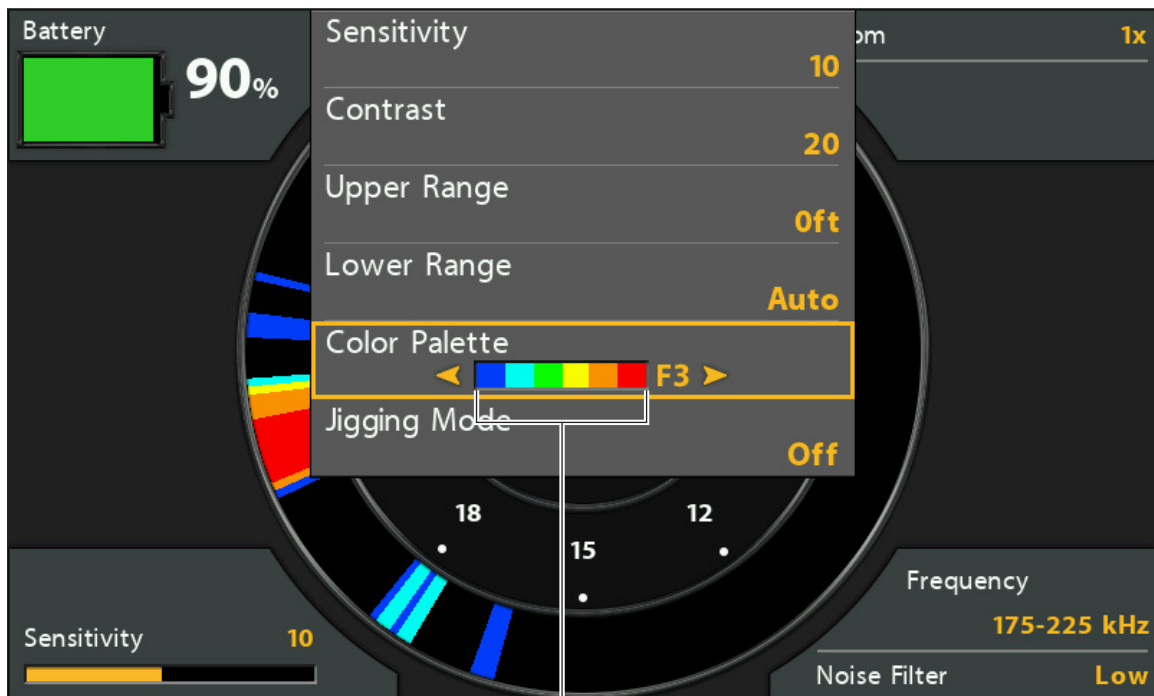 Battery
90%
Sensitivity
10
Contrast
20
Upper Range
0ft
Lower Range
Auto
Color Palette
F3
Jigging Mode
Off
1x
18
12
15
Sensitivity 10
Frequency
175-225 kHz
Noise Filter Low